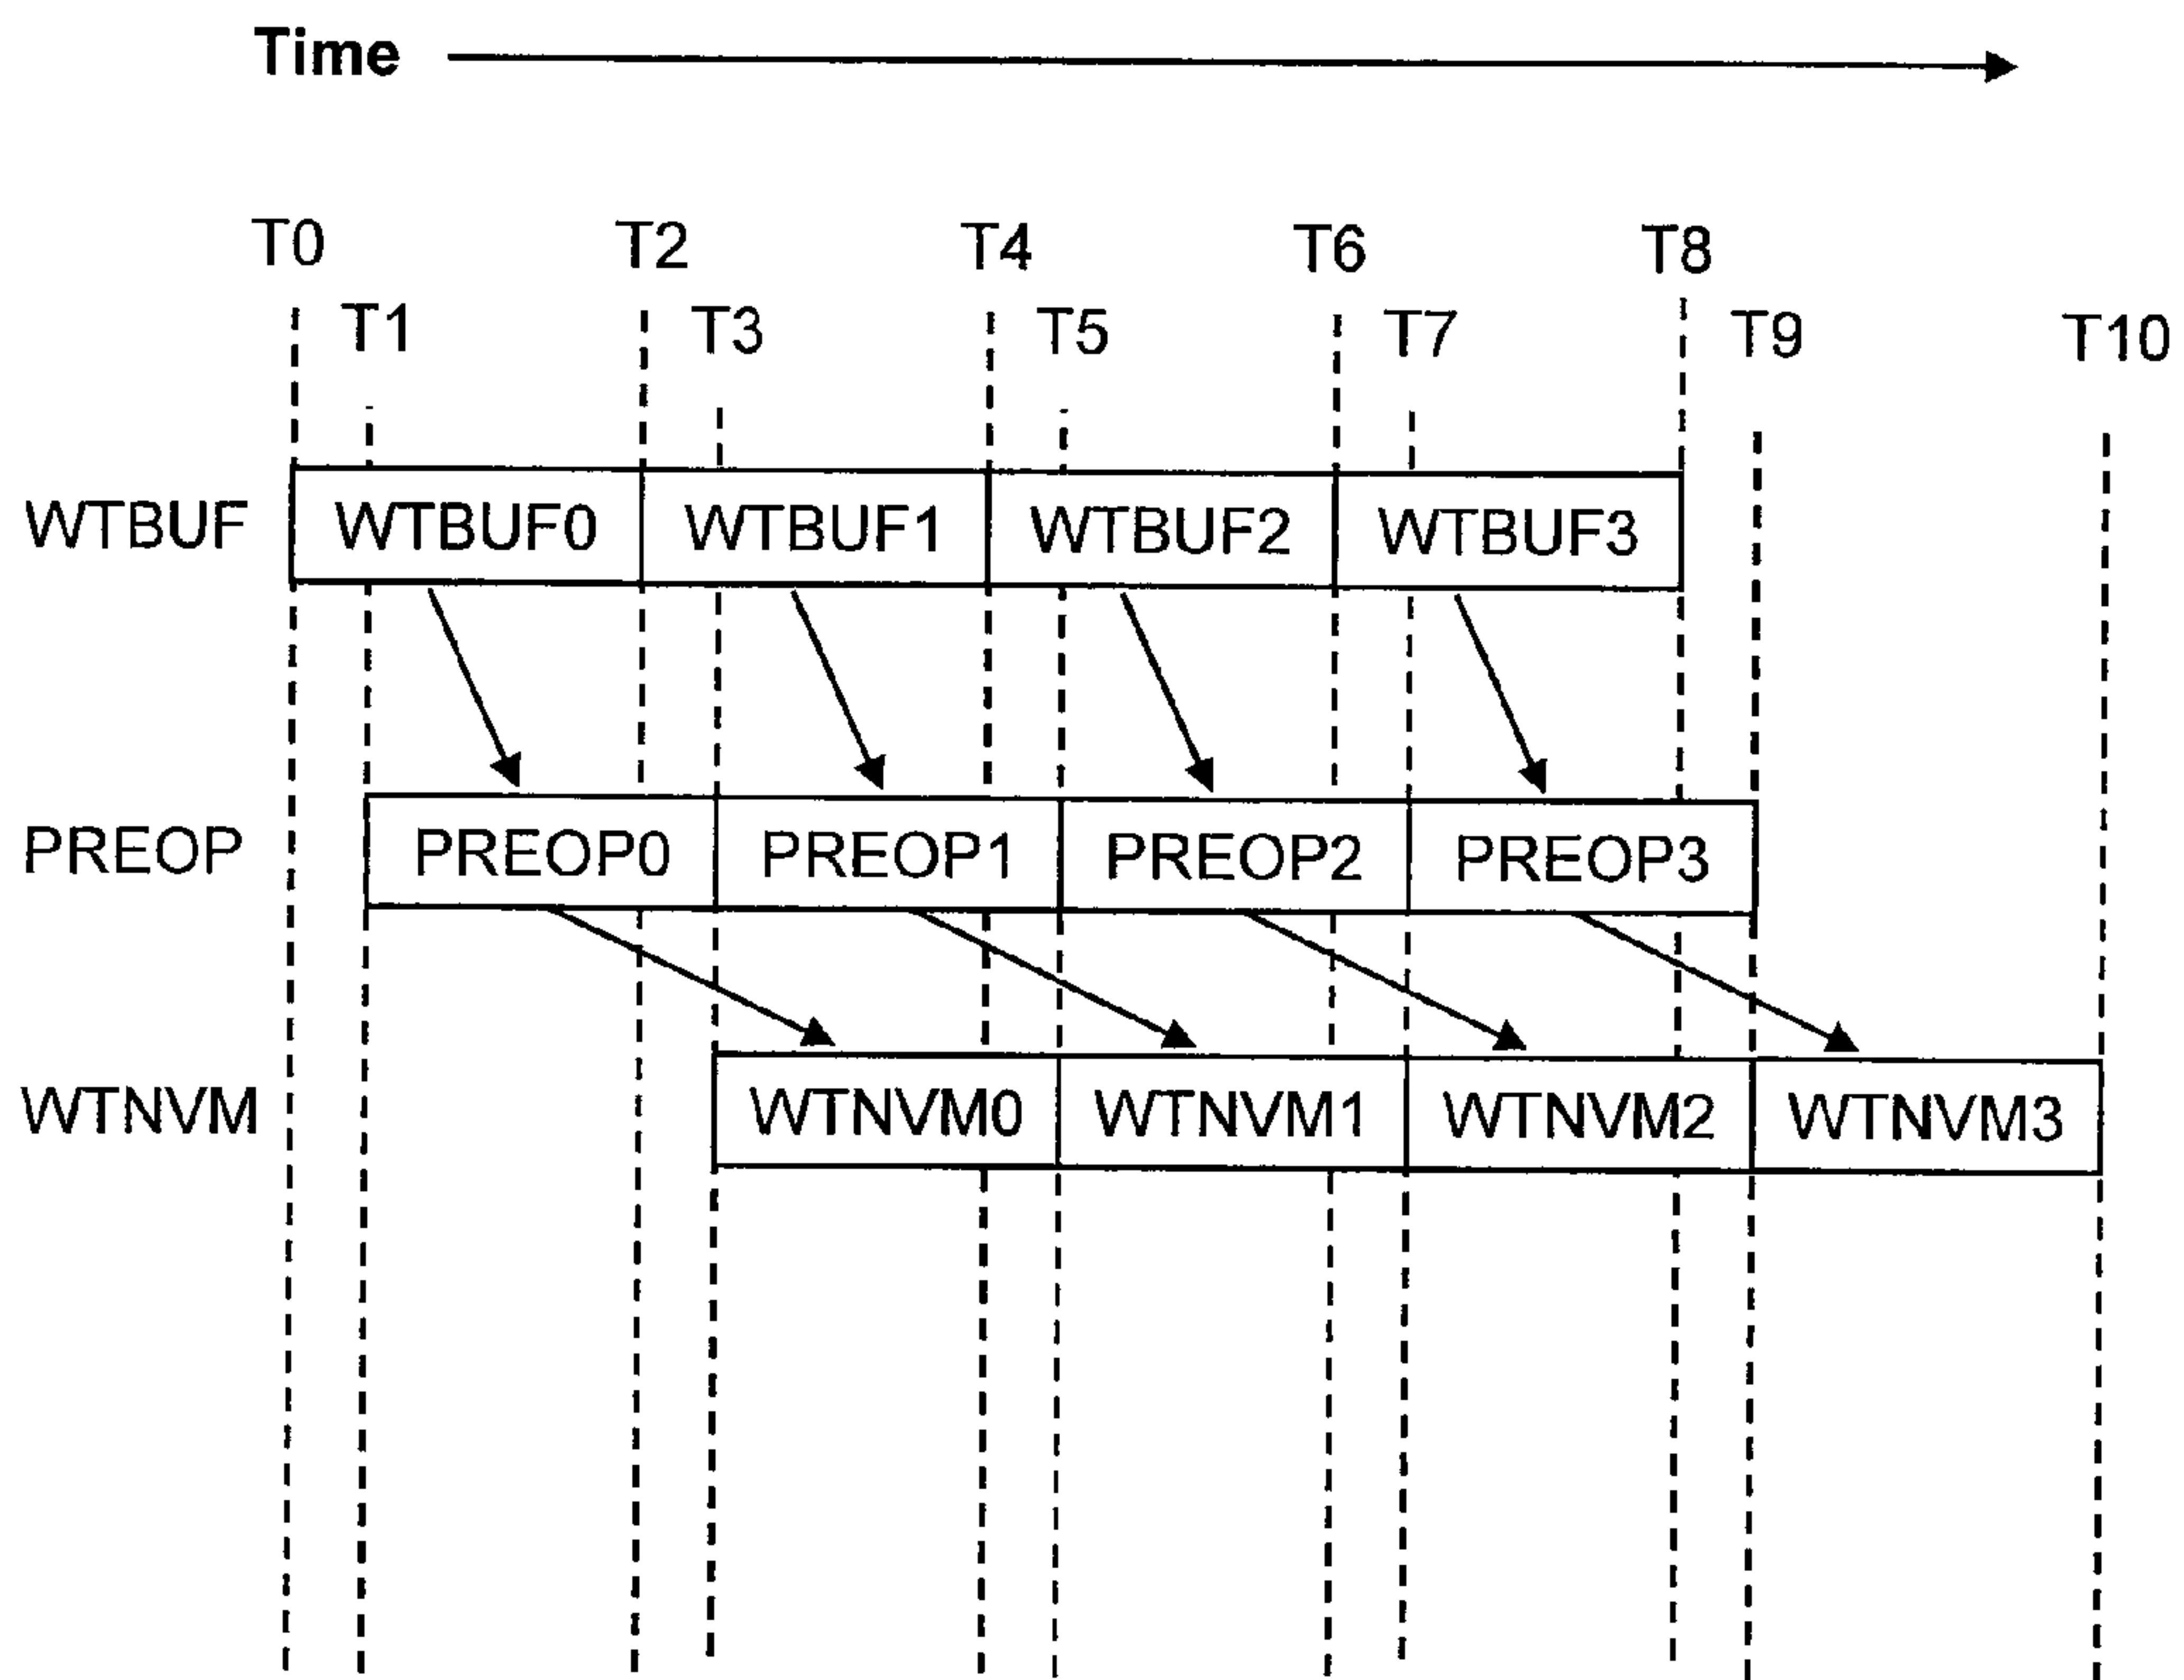 Time
T0 T2 T4 T6 T8
T1 T3 T5 T7 T9 T10
WTBUF WTBUF0 WTBUF1 WTBUF2 WTBUF3
PREOP PREOP0 PREOP1 PREOP2 PREOP3
WTNVM WTNVM0 WTNVM1 WTNVM2 WTNVM3